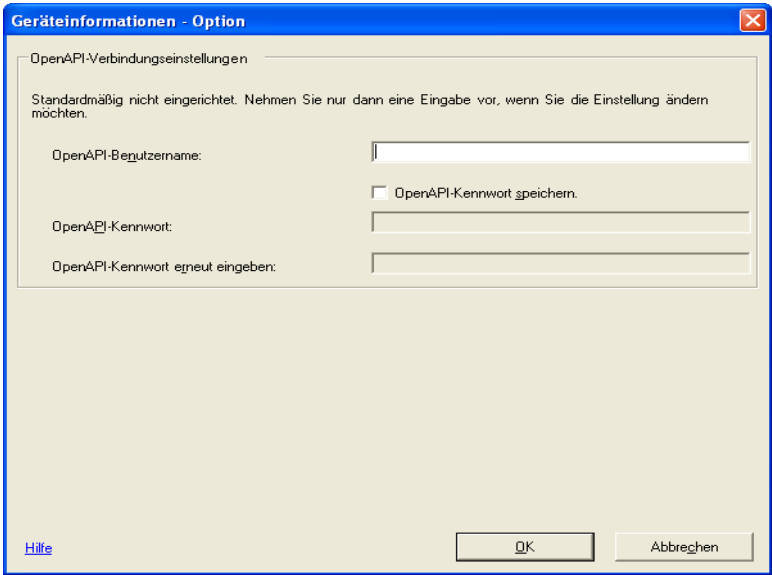 Geräteinformationen - Option
OpenAPI-Verbindungseinstellungen
Standardmäßig nicht eingerichtet. Nehmen Sie nur dann eine Eingabe vor, wenn Sie die Einstellung ändern
möchten.
OpenAPI-Benutzername:
OpenAPI-Kennwort speichern.
OpenAPI-Kennwort:
OpenAPI-Kennwort erneut eingeben:
Hilfe
OK
Abbrechen